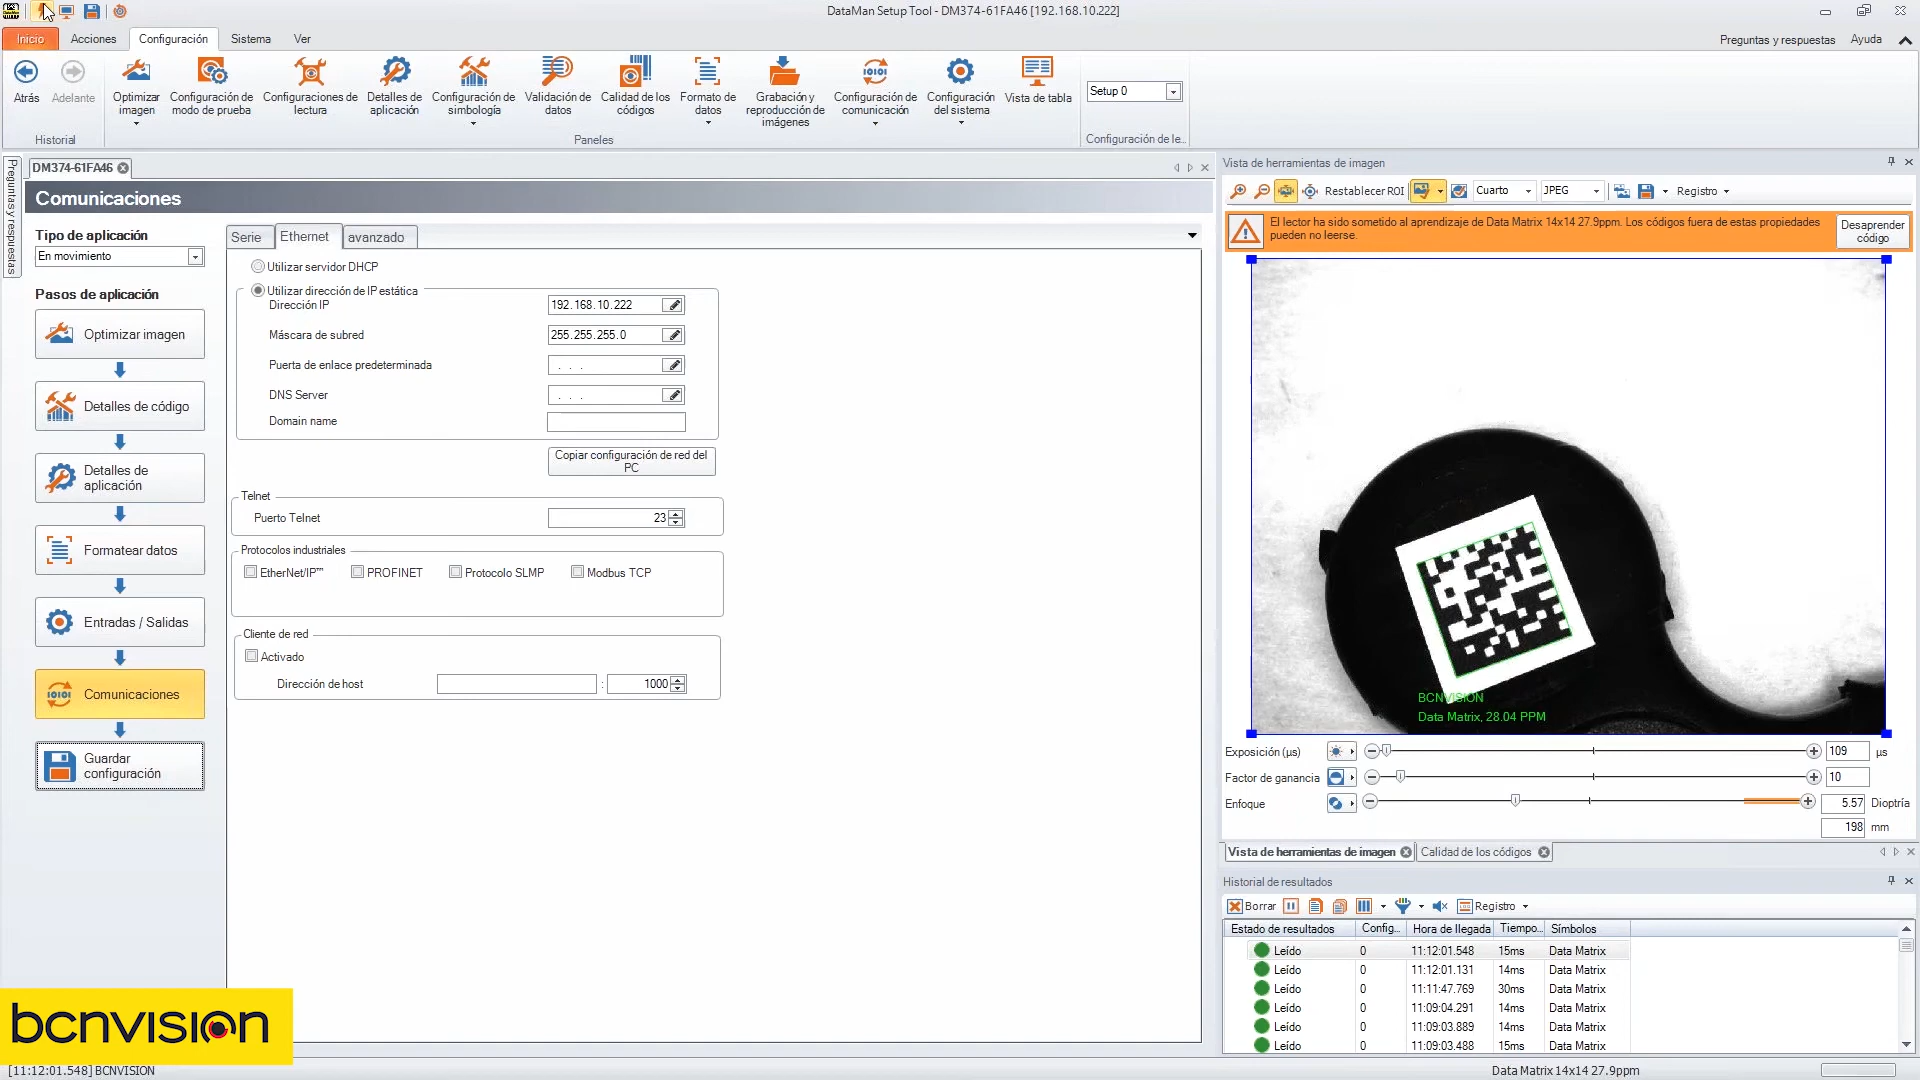 DataMan Setup Tool - DM374-61FA46 [192.168.10.222]
Inicio Acciones Configuración Sistema Ver Preguntas y respuestas Ayuda
Atrás Adelante
Historial
Optimizar imagen
Configuración de modo de prueba
Configuraciones de lectura
Detalles de aplicación
Configuración de simbología
Validación de datos
Calidad de los códigos
Formato de datos
Grabación y reproducción de imágenes
Configuración de comunicación
Configuración del sistema
Vista de tabla
Paneles
Setup 0
Configuración de le...
Preguntas y respuestas
DM374-61FA46
Comunicaciones
Tipo de aplicación
En movimiento
Pasos de aplicación
Optimizar imagen
Detalles de código
Detalles de aplicación
Formatear datos
Entradas / Salidas
Comunicaciones
Guardar configuración
Serie Ethernet avanzado
Utilizar servidor DHCP
Utilizar dirección de IP estática
Dirección IP 192.168.10.222
Máscara de subred 255.255.255.0
Puerta de enlace predeterminada . . .
DNS Server . . .
Domain name
Copiar configuración de red del PC
Telnet
Puerto Telnet 23
Protocolos industriales
EtherNet/IP™ PROFINET Protocolo SLMP Modbus TCP
Cliente de red
Activado
Dirección de host : 1000
Vista de herramientas de imagen
Restablecer ROI Cuarto JPEG Registro
El lector ha sido sometido al aprendizaje de Data Matrix 14x14 27.9ppm. Los códigos fuera de estas propiedades
pueden no leerse.
Desaprender código
BCNVISION
Data Matrix, 28.04 PPM
Exposición (µs) 109 µs
Factor de ganancia 10
Enfoque 5.57 Dioptría
198 mm
Vista de herramientas de imagen Calidad de los códigos
Historial de resultados
Borrar Registro
Estado de resultados Config... Hora de llegada Tiempo... Símbolos
Leído 0 11:12:01.548 15ms Data Matrix
Leído 0 11:12:01.131 14ms Data Matrix
Leído 0 11:11:47.769 30ms Data Matrix
Leído 0 11:09:04.291 14ms Data Matrix
Leído 0 11:09:03.889 14ms Data Matrix
Leído 0 11:09:03.488 15ms Data Matrix
bcnvision
[11:12:01.548] BCNVISION
Data Matrix 14x14 27.9ppm